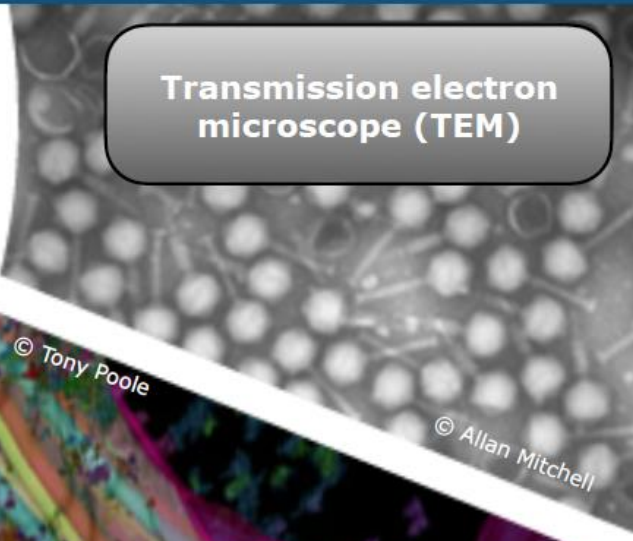 Transmission electron
microscope (TEM)
© Tony Poole
© Allan Mitchell